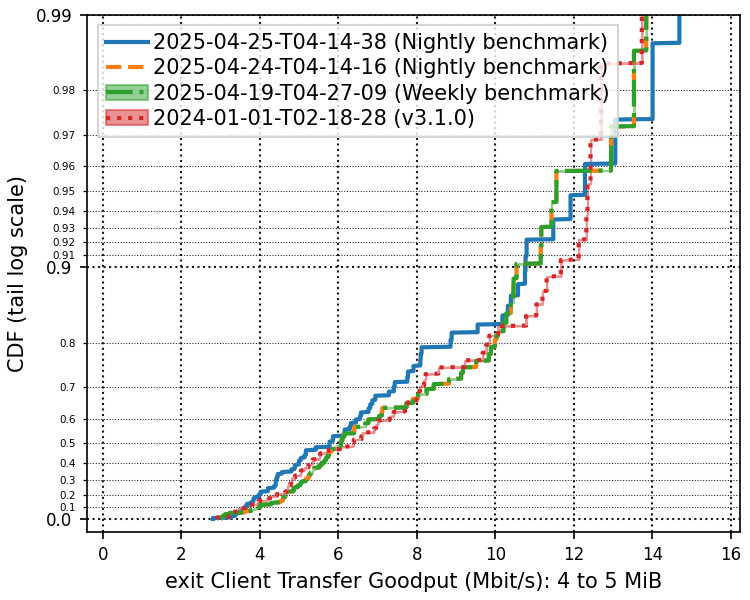 0.99
2025-04-25-T04-14-38 (Nightly benchmark)
2025-04-24-T04-14-16 (Nightly benchmark)
2025-04-19-T04-27-09 (Weekly benchmark)
2024-01-01-T02-18-28 (v3.1.0)
0.98
0.97
0.96
0.95
0.94
0.93
0.92
0.91
0.9
0.8
0.7
0.6
0.5
0.4
0.3
0.2
0.1
0.0
CDF (tail log scale)
0 2 4 6 8 10 12 14 16
exit Client Transfer Goodput (Mbit/s): 4 to 5 MiB